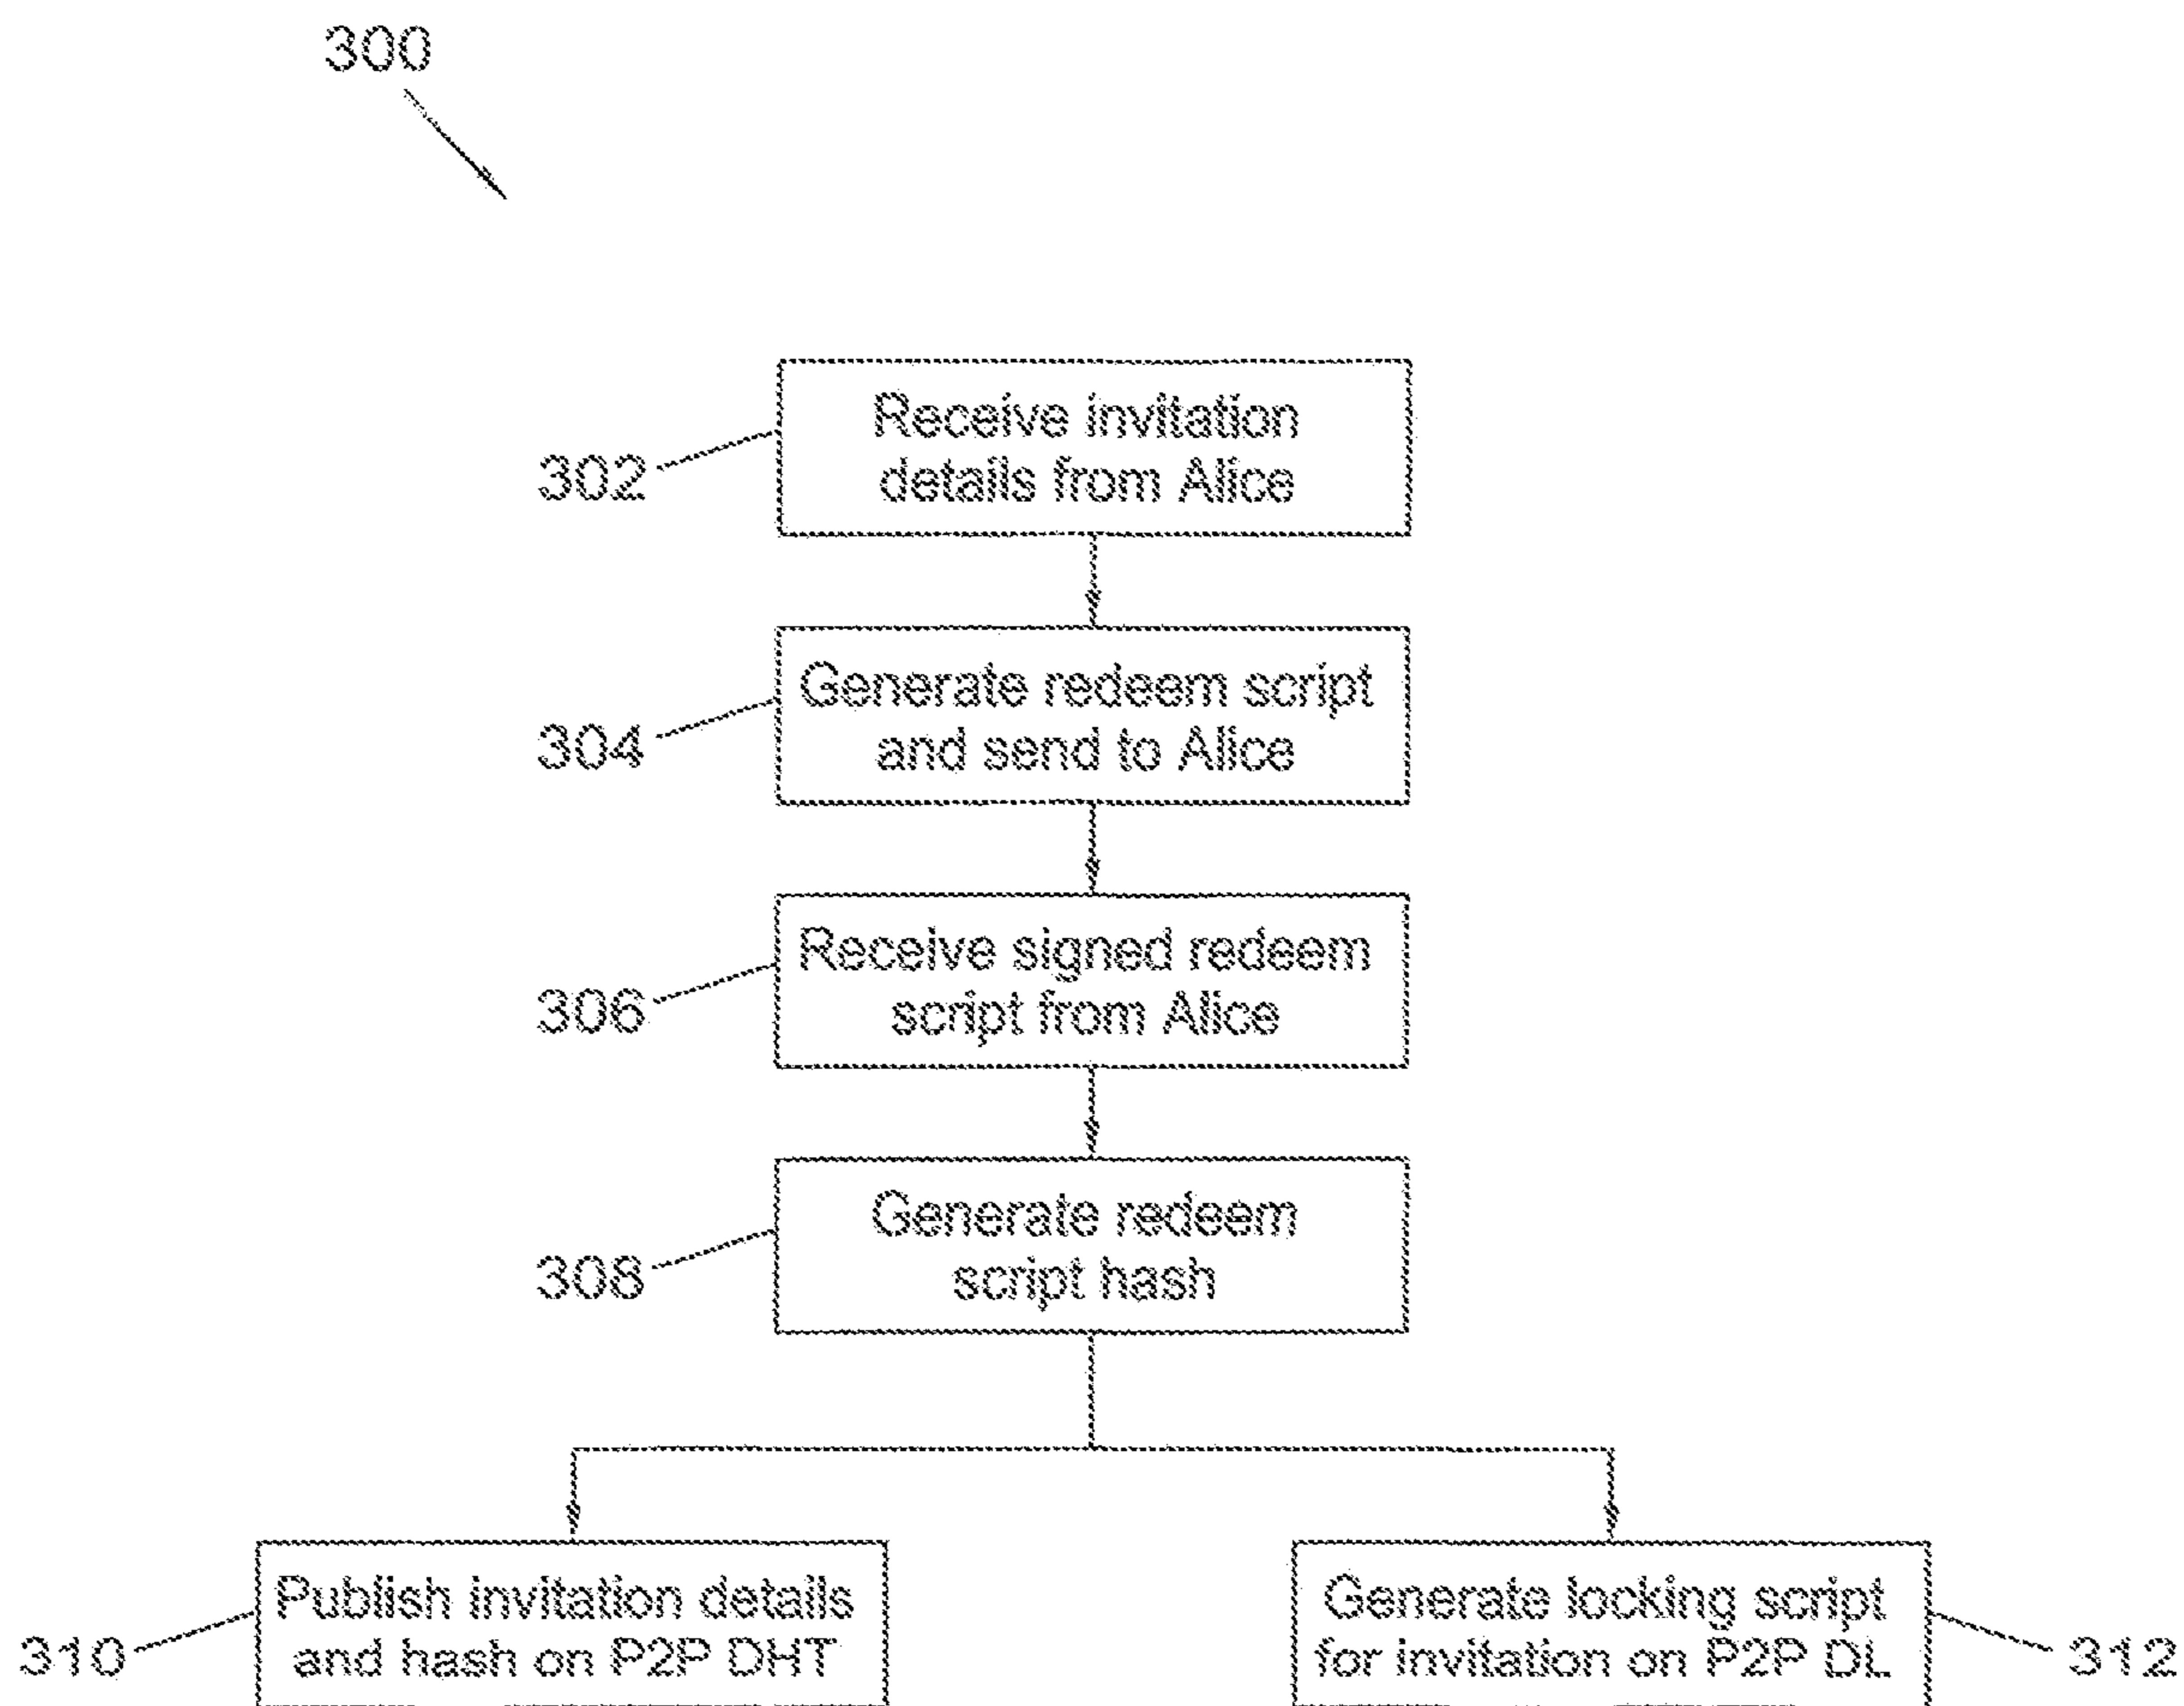 300
Receive invitation
details from Alice
302
Generate redeem script
and send to Alice
304
Receive signed redeem
script from Alice
306
Generate redeem
script hash
308
Publish invitation details
and hash on P2P DHT
310
Generate locking script
for invitation on P2P DL
312